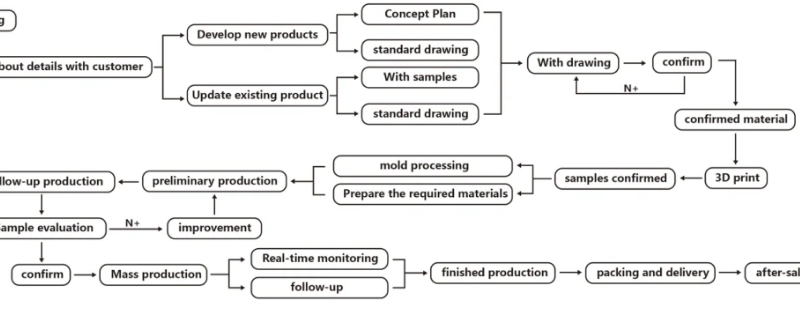 Concept Plan
Develop new products
standard drawing
bout details with customer
With drawing
confirm
With samples
N+
Update existing product
standard drawing
confirmed material
mold processing
llow-up production
preliminary production
samples confirmed
3D print
Prepare the required materials
ample evaluation
N+
improvement
Real-time monitoring
confirm
Mass production
finished production
packing and delivery
after-sal
follow-up